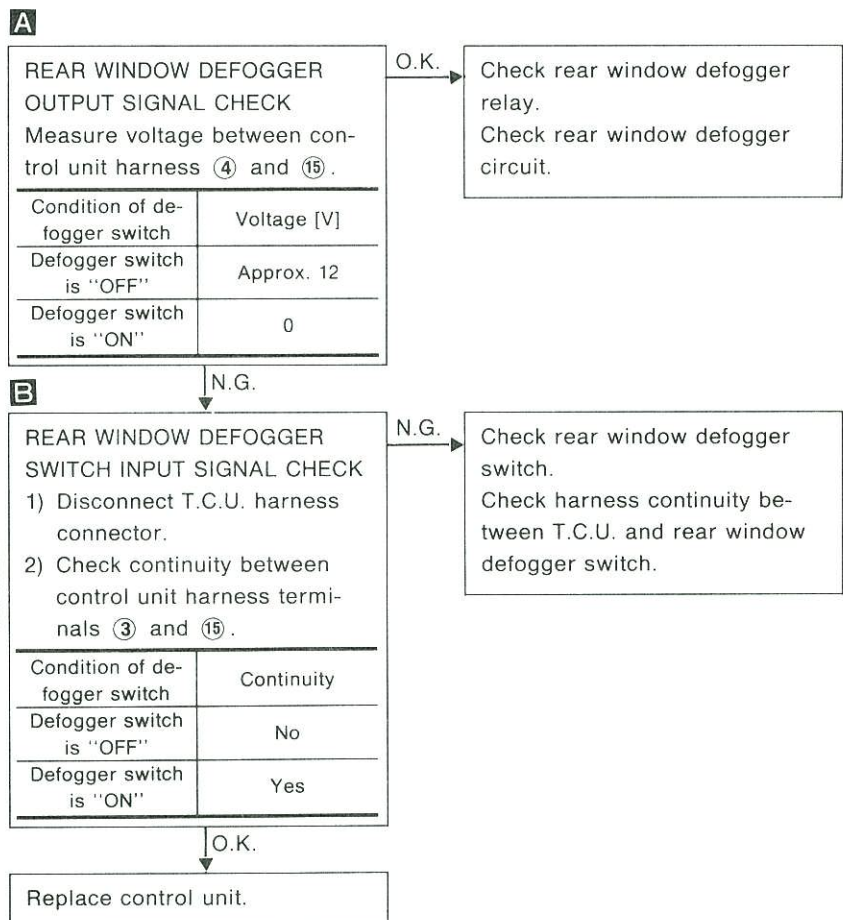 A
REAR WINDOW DEFOGGER
OUTPUT SIGNAL CHECK
Measure voltage between con-
trol unit harness ④ and ⑮.
Condition of de-
fogger switch
Voltage [V]
Defogger switch
is "OFF"
Approx. 12
Defogger switch
is "ON"
0
O.K.
Check rear window defogger
relay.
Check rear window defogger
circuit.
N.G.
B
REAR WINDOW DEFOGGER
SWITCH INPUT SIGNAL CHECK
1) Disconnect T.C.U. harness
connector.
2) Check continuity between
control unit harness termi-
nals ③ and ⑮.
Condition of de-
fogger switch
Continuity
Defogger switch
is "OFF"
No
Defogger switch
is "ON"
Yes
N.G.
Check rear window defogger
switch.
Check harness continuity be-
tween T.C.U. and rear window
defogger switch.
O.K.
Replace control unit.